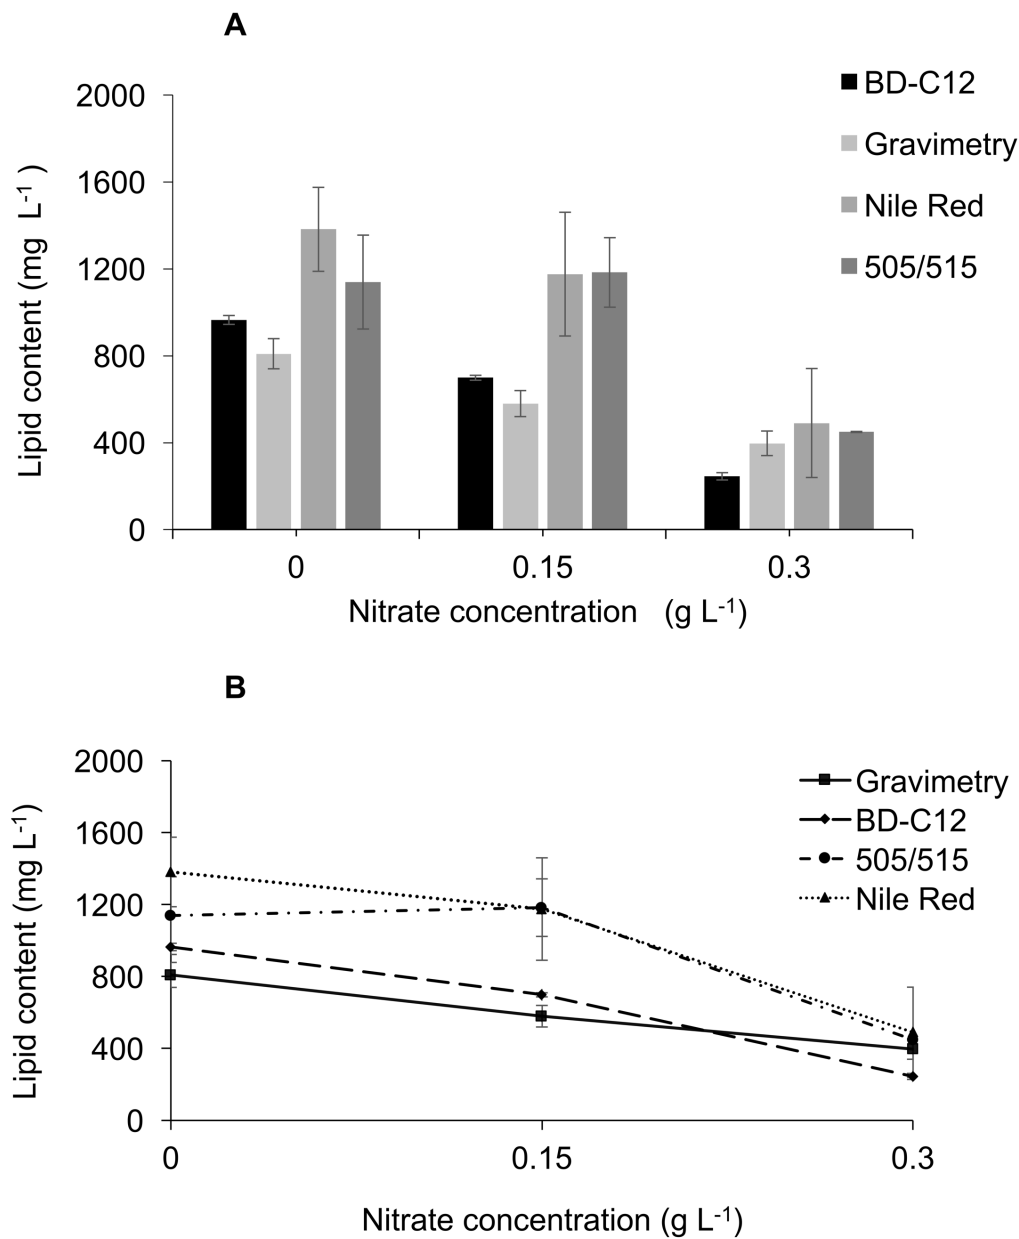 A
BD-C12
Gravimetry
Nile Red
505/515
2000
1600
1200
800
400
0
Lipid content (mg L-1 )
0 0.15 0.3
Nitrate concentration (g L-1)
B
Gravimetry
BD-C12
505/515
Nile Red
2000
1600
1200
800
400
0
Lipid content (mg L-1)
0 0.15 0.3
Nitrate concentration (g L-1)